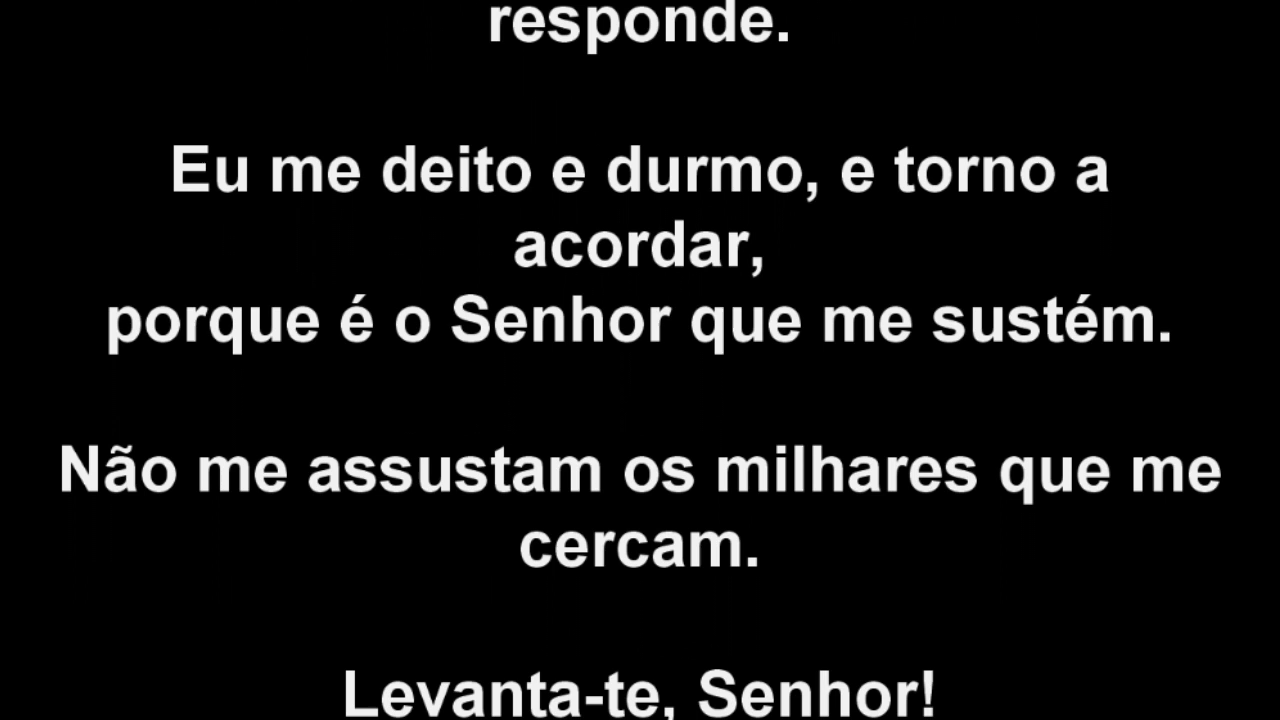 responde.
Eu me deito e durmo, e torno a
acordar,
porque é o Senhor que me sustém.
Não me assustam os milhares que me
cercam.
Levanta-te, Senhor!